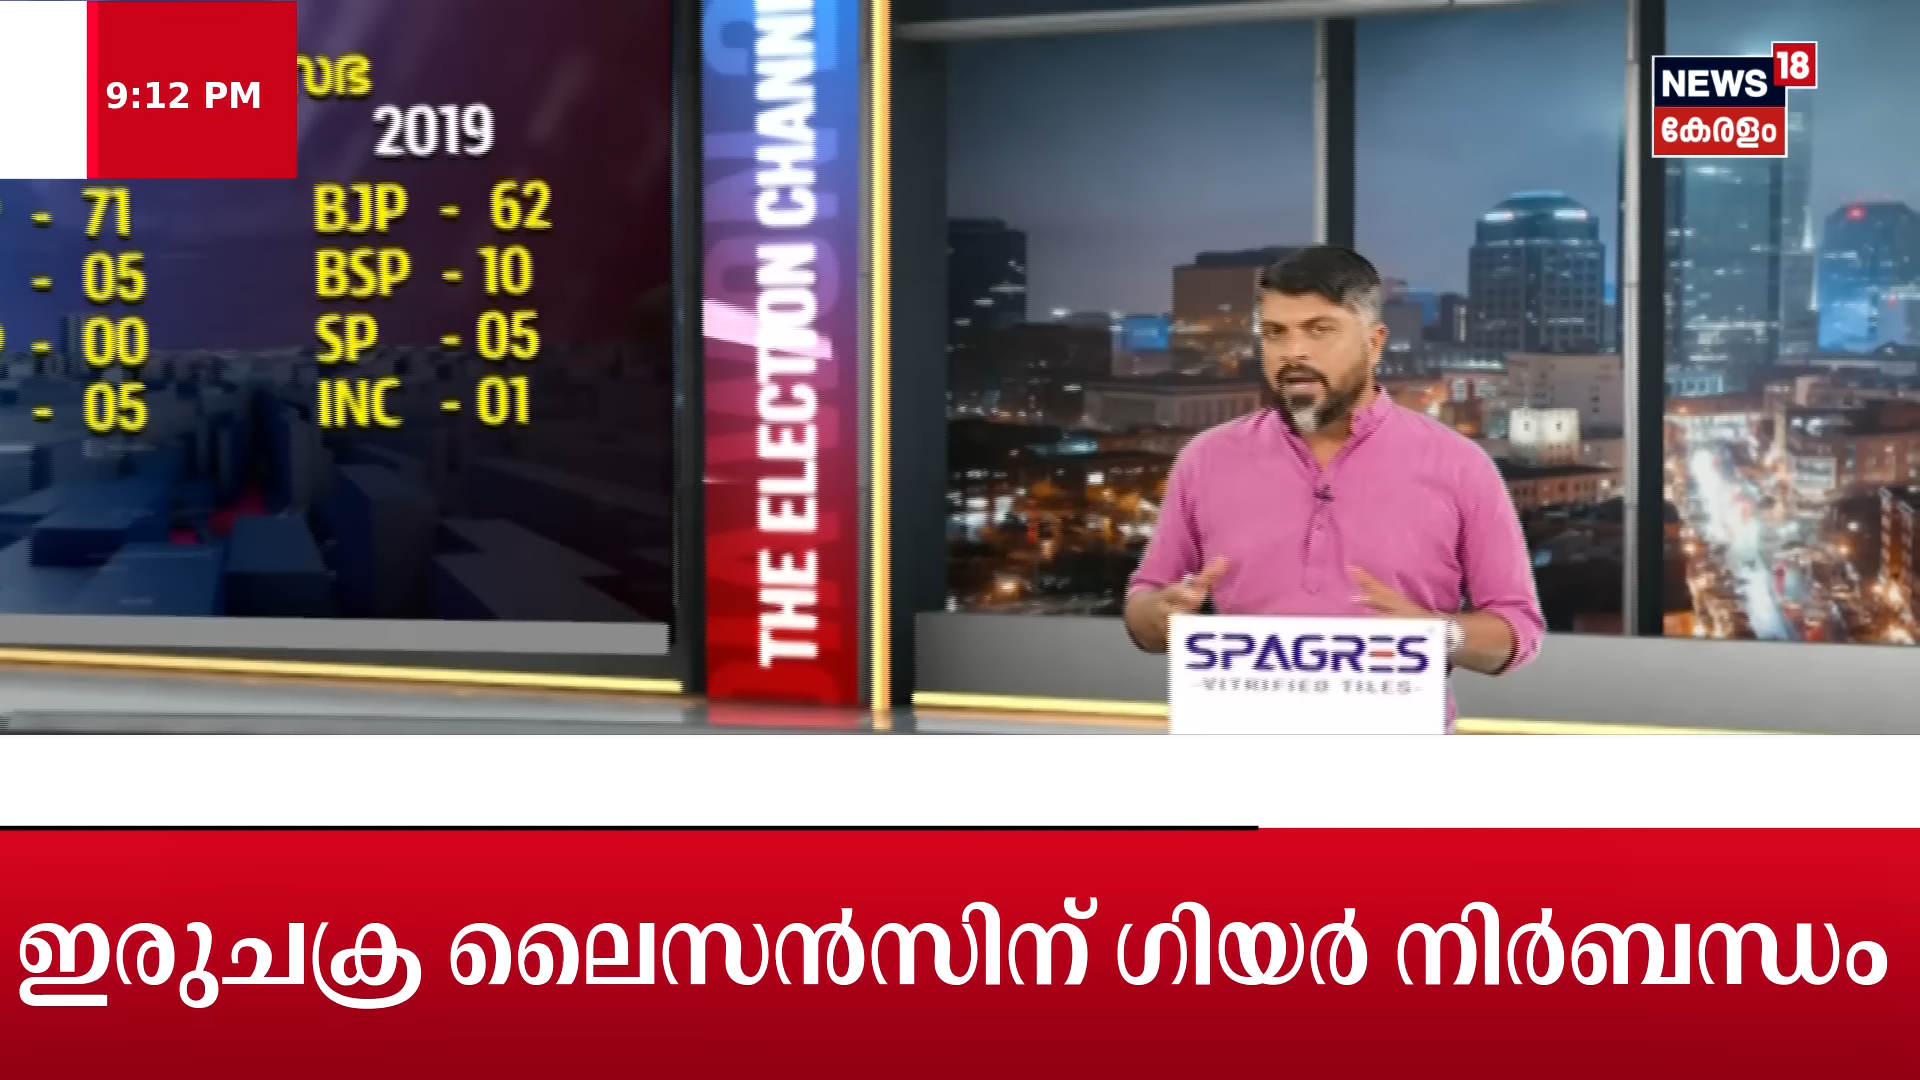 9:12 PM
2019
- 71
BJP - 62
- 05
BSP - 10
- 00
SP - 05
- 05
INC - 01
THE ELECTION
NEWS 18
കേരളം
SPAGRES
-VITRIFIED TILES-
ഇരുചക്ര ലൈസൻസിന് ഗിയർ നിർബന്ധം